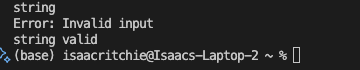 string
Error: Invalid input
string valid
(base) isaacritchie@Isaacs-Laptop-2 ~ %